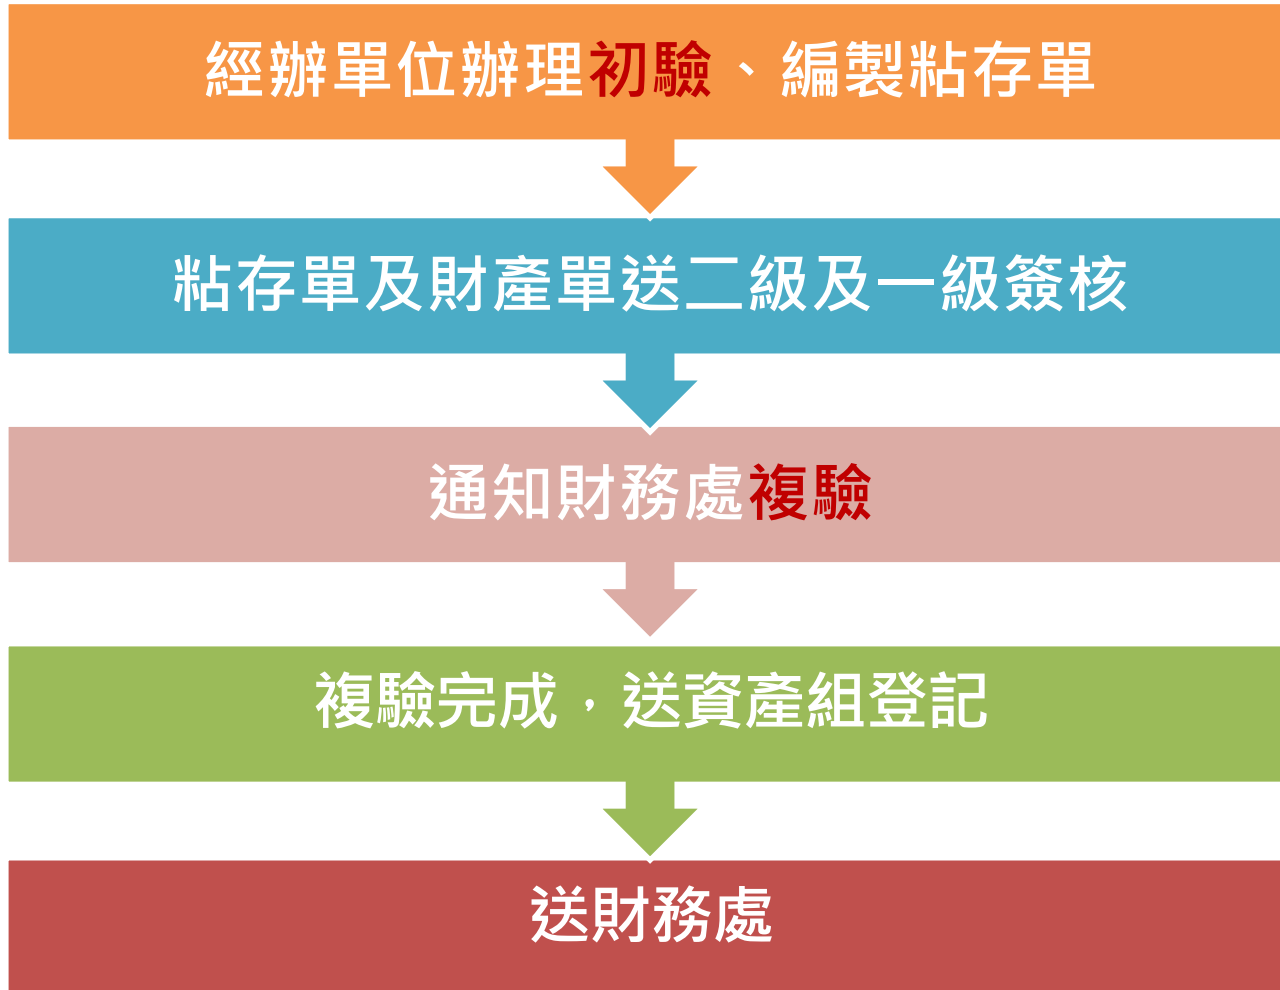 經辦單位辦理初驗、編製粘存單
粘存單及財產單送二級及一級簽核
通知財務處複驗
複驗完成，送資產組登記
送財務處